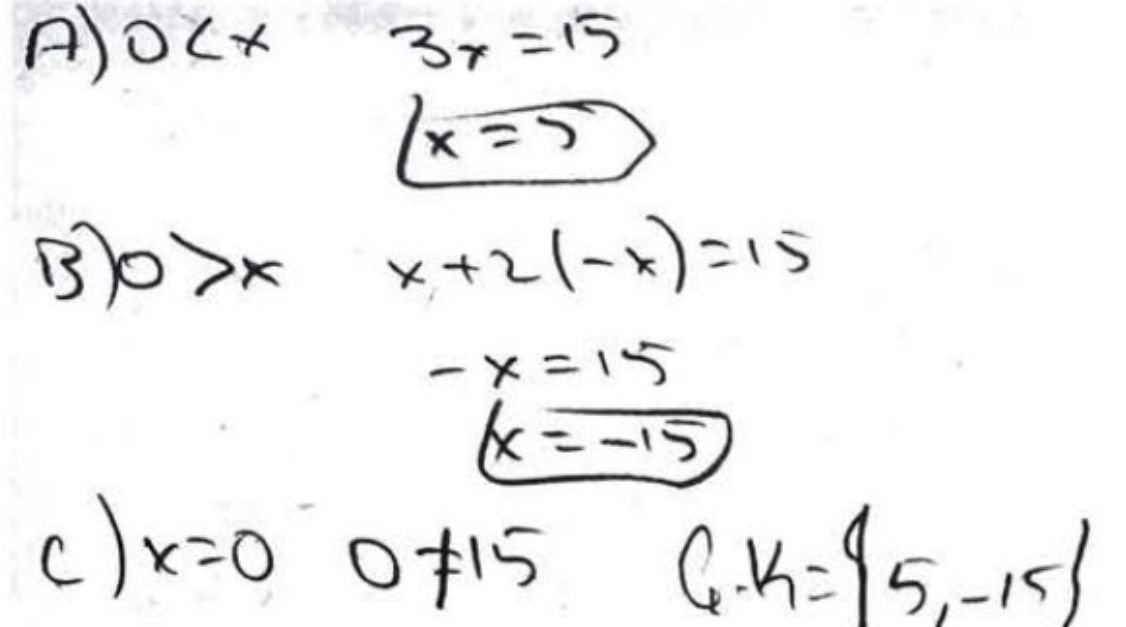 A) 0 < x 3x = 15
x = 5
B) 0 > x x + 2(-x) = 15
-x = 15
x = -15
C) x = 0 0 ≠ 15 Ç.K = {5, -15}